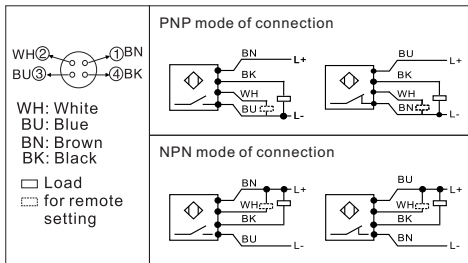 WH② ①BN
BU③ ④BK
WH: White
BU: Blue
BN: Brown
BK: Black
Load
for remote
setting
PNP mode of connection
BN L+
BK
WH
BU L-
BU L+
BK
WH
BN L-
NPN mode of connection
BN L+
WH
BK
BU L-
BU L+
WH
BK
BN L-